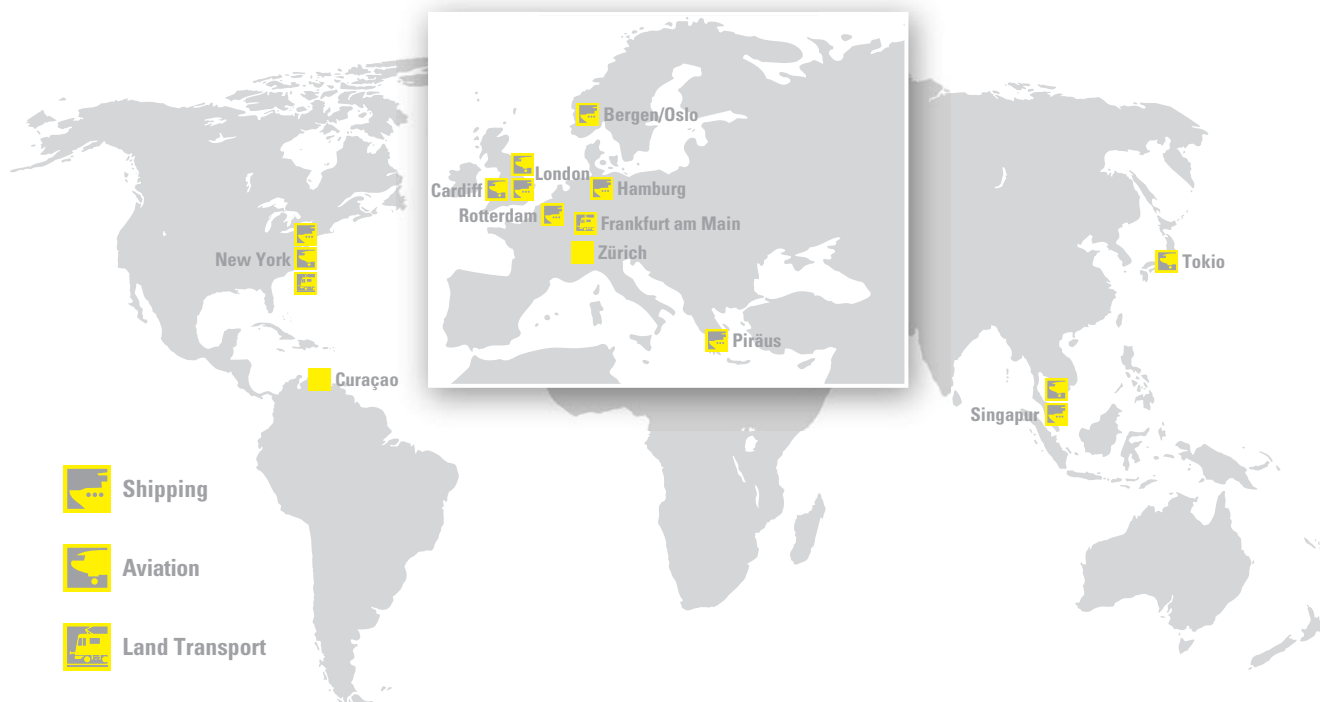 Bergen/Oslo
London
Cardiff
Hamburg
Rotterdam
Frankfurt am Main
Zürich
New York
Tokio
Piräus
Curaçao
Singapur
Shipping
Aviation
Land Transport